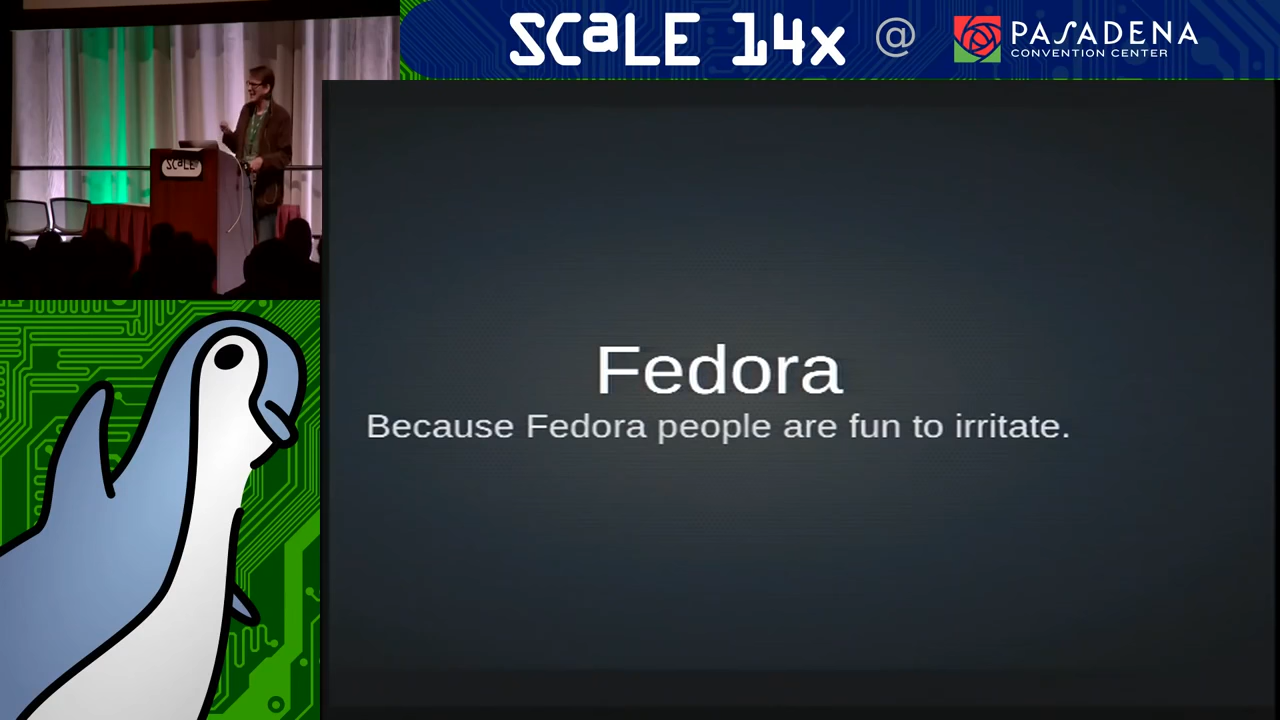 SCaLE 14x @ PASADENA
CONVENTION CENTER
SCaLE
Fedora
Because Fedora people are fun to irritate.